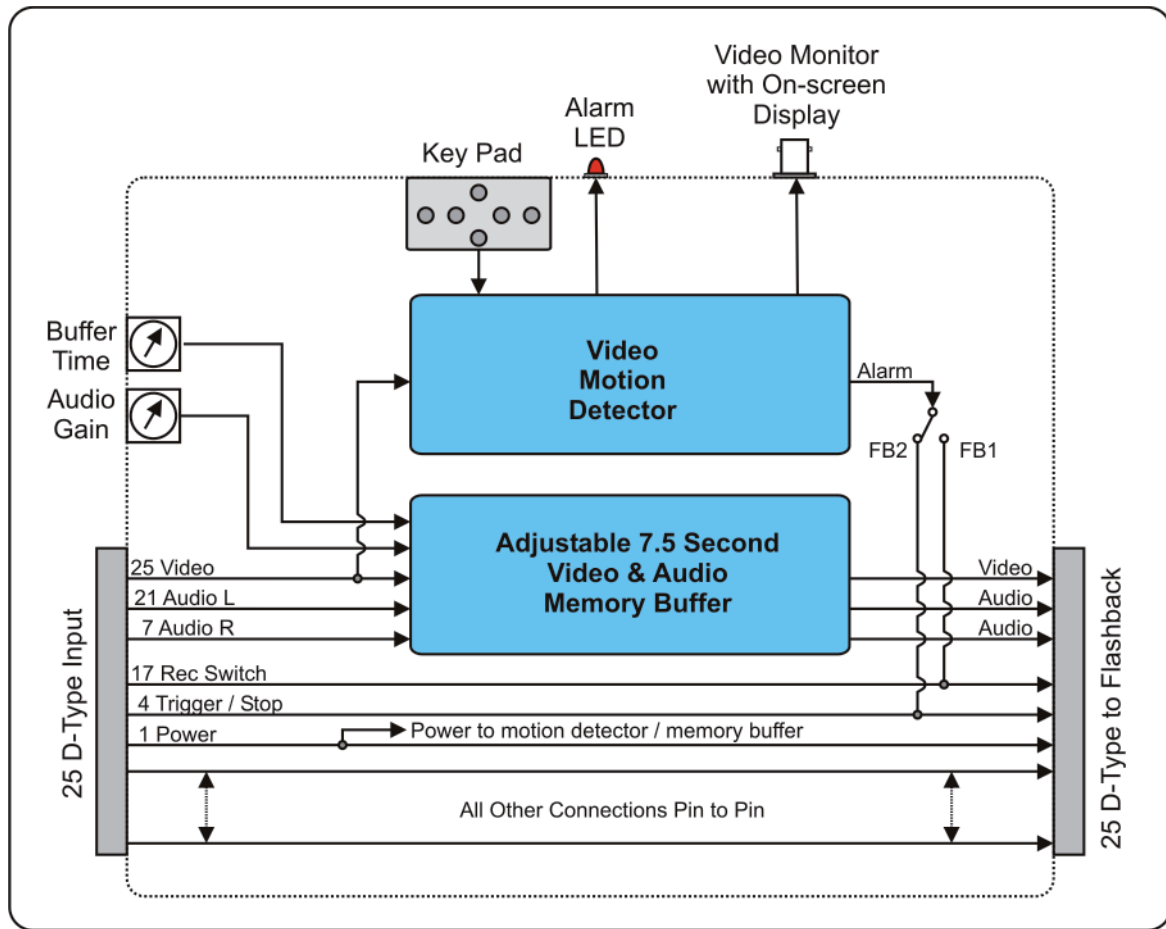 Video Monitor
with On-screen
Display
Alarm
LED
Key Pad
Buffer
Time
Audio
Gain
Video
Motion
Detector
Alarm
FB2
FB1
Adjustable 7.5 Second
Video & Audio
Memory Buffer
25 Video
21 Audio L
7 Audio R
17 Rec Switch
4 Trigger / Stop
1 Power
Power to motion detector / memory buffer
All Other Connections Pin to Pin
Video
Audio
Audio
25 D-Type Input
25 D-Type to Flashback